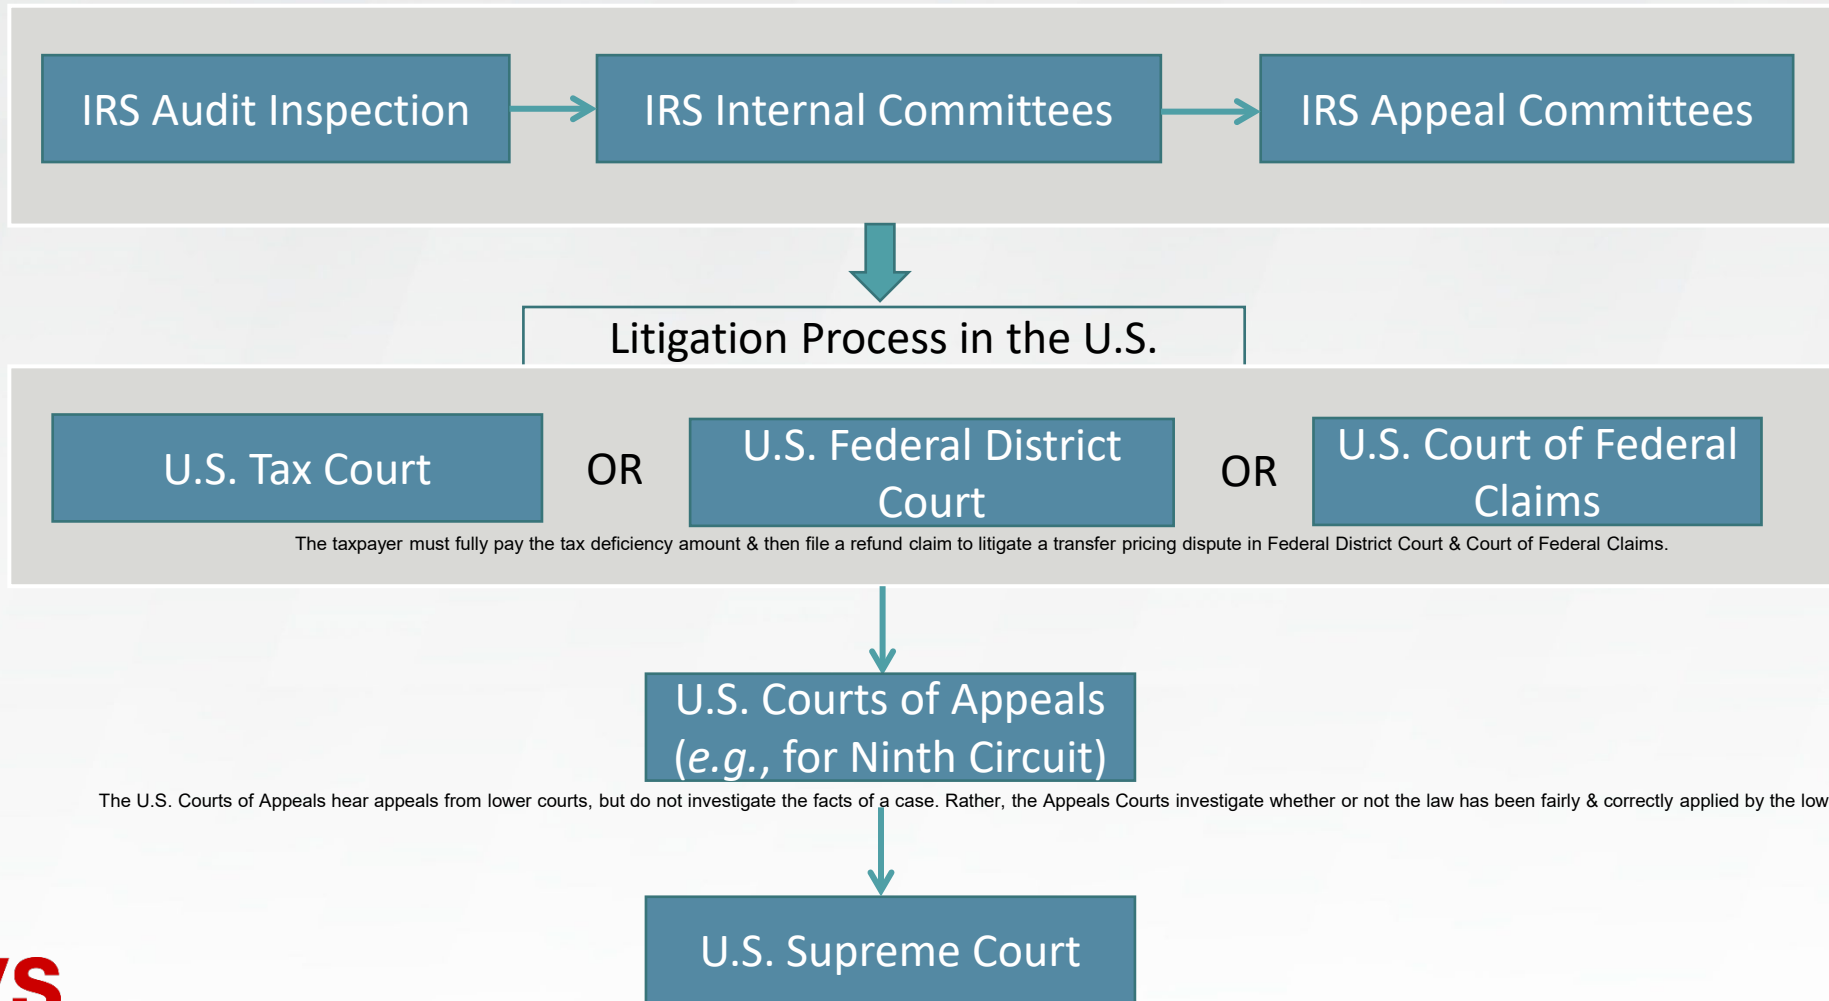 IRS Audit Inspection
IRS Internal Committees
IRS Appeal Committees
Litigation Process in the U.S.
U.S. Tax Court
OR
U.S. Federal District
Court
OR
U.S. Court of Federal
Claims
The taxpayer must fully pay the tax deficiency amount & then file a refund claim to litigate a transfer pricing dispute in Federal District Court & Court of Federal Claims.
U.S. Courts of Appeals
(e.g., for Ninth Circuit)
The U.S. Courts of Appeals hear appeals from lower courts, but do not investigate the facts of a case. Rather, the Appeals Courts investigate whether or not the law has been fairly & correctly applied by the low
U.S. Supreme Court